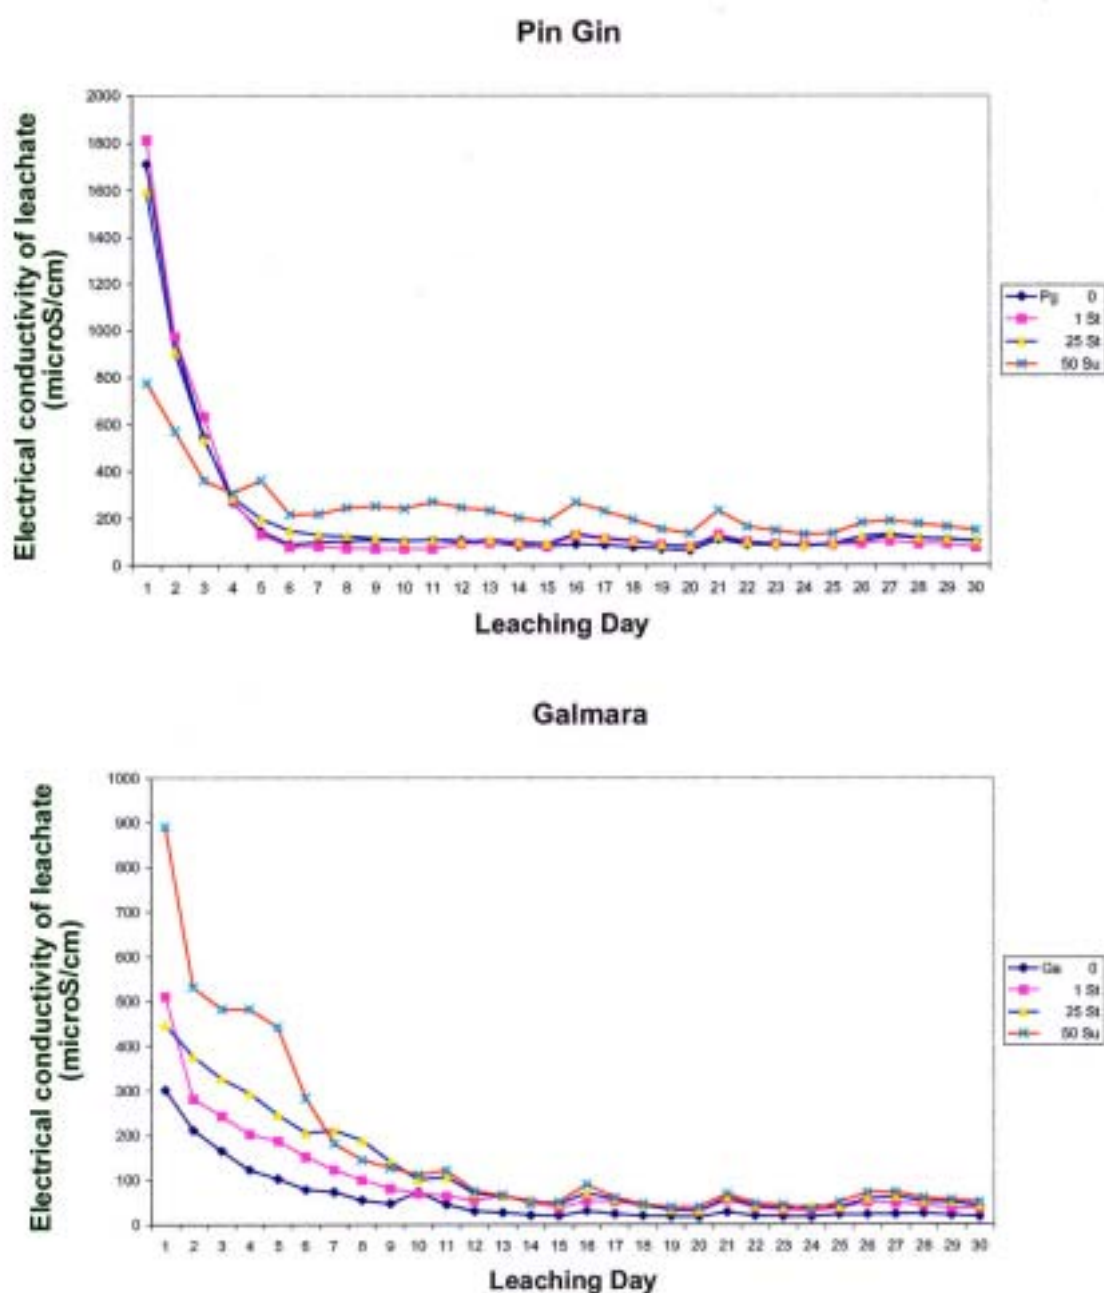 Pin Gin
Electrical conductivity of leachate
(microS/cm)
2000
1800
1600
1400
1200
1000
800
600
400
200
0
1 2 3 4 5 6 7 8 9 10 11 12 13 14 15 16 17 18 19 20 21 22 23 24 25 26 27 28 29 30
Leaching Day
Pg 0
1 St
25 St
50 Su
Galmara
Electrical conductivity of leachate
(microS/cm)
1000
900
800
700
600
500
400
300
200
100
0
1 2 3 4 5 6 7 8 9 10 11 12 13 14 15 16 17 18 19 20 21 22 23 24 25 26 27 28 29 30
Leaching Day
Ga 0
1 St
25 St
50 Su